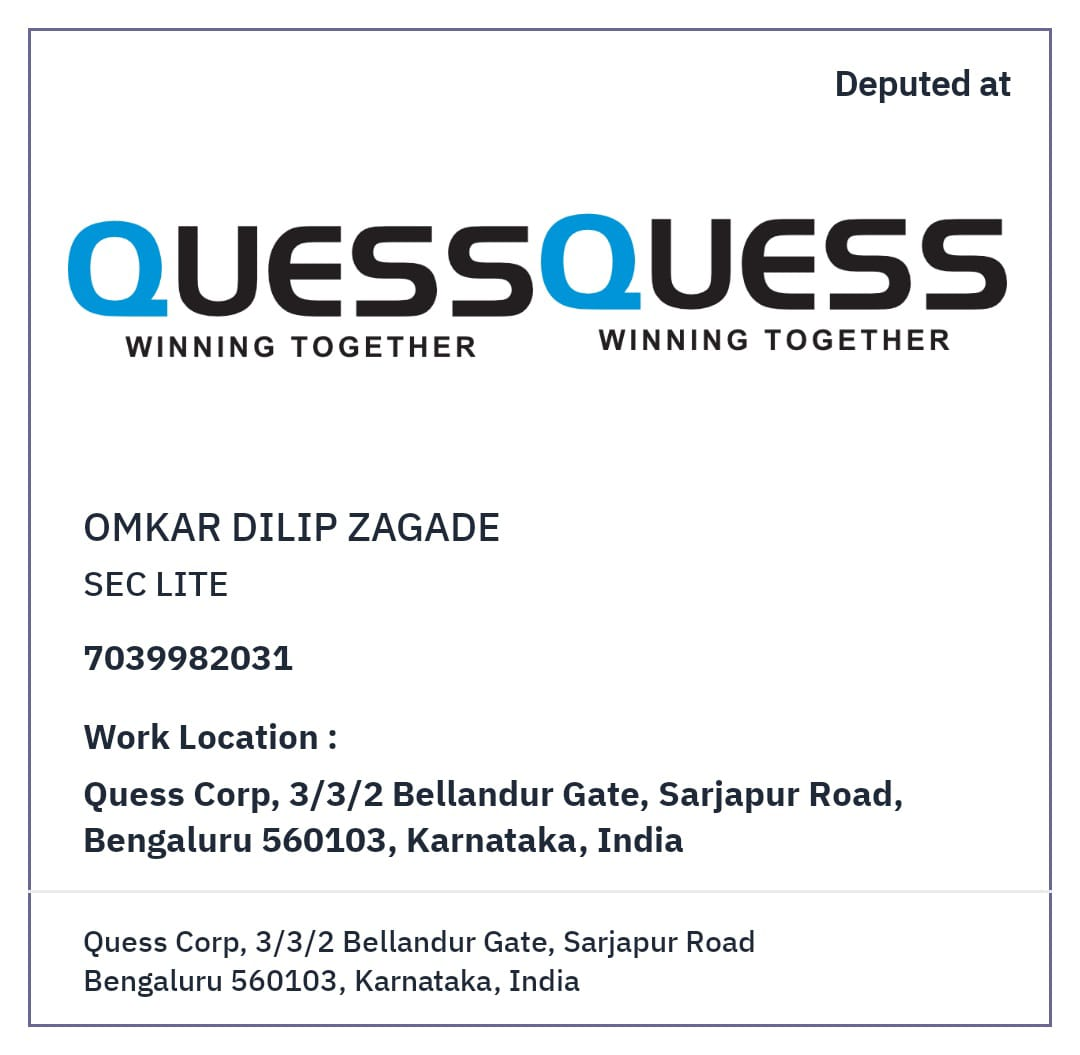 Deputed at
QUESS QUESS
WINNING TOGETHER WINNING TOGETHER
OMKAR DILIP ZAGADE
SEC LITE
7039982031
Work Location :
Quess Corp, 3/3/2 Bellandur Gate, Sarjapur Road,
Bengaluru 560103, Karnataka, India
Quess Corp, 3/3/2 Bellandur Gate, Sarjapur Road
Bengaluru 560103, Karnataka, India